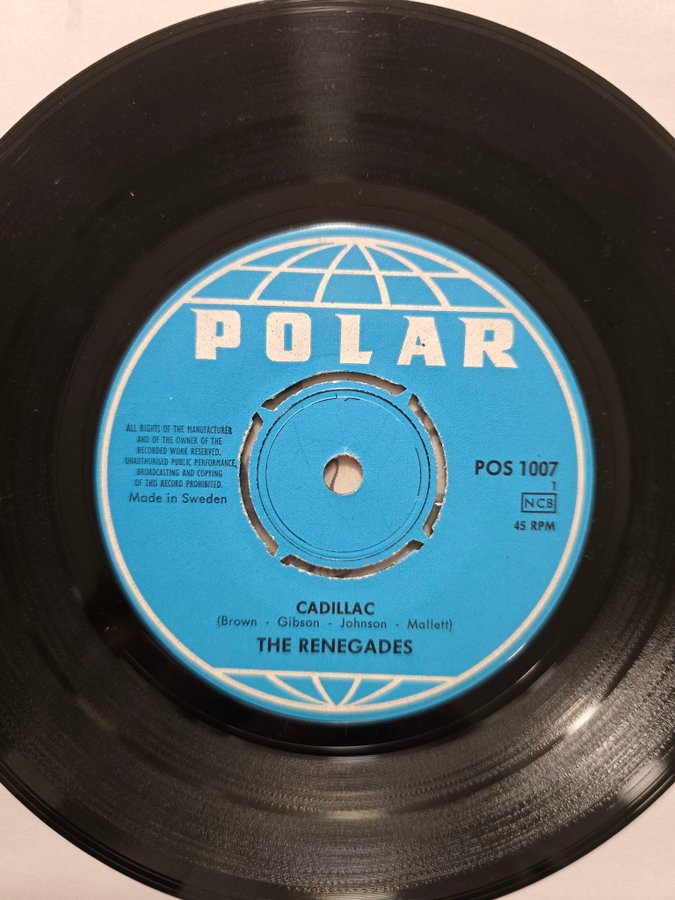 POLAR
ALL RIGHTS OF THE MANUFACTURER
AND OF THE OWNER OF THE
RECORDED WORK RESERVED.
UNAUTHORISED PUBLIC PERFORMANCE,
BROADCASTING AND COPYING
OF THIS RECORD PROHIBITED.
Made in Sweden
POS 1007
1
NCB
45 RPM
CADILLAC
(Brown - Gibson - Johnson - Mallett)
THE RENEGADES